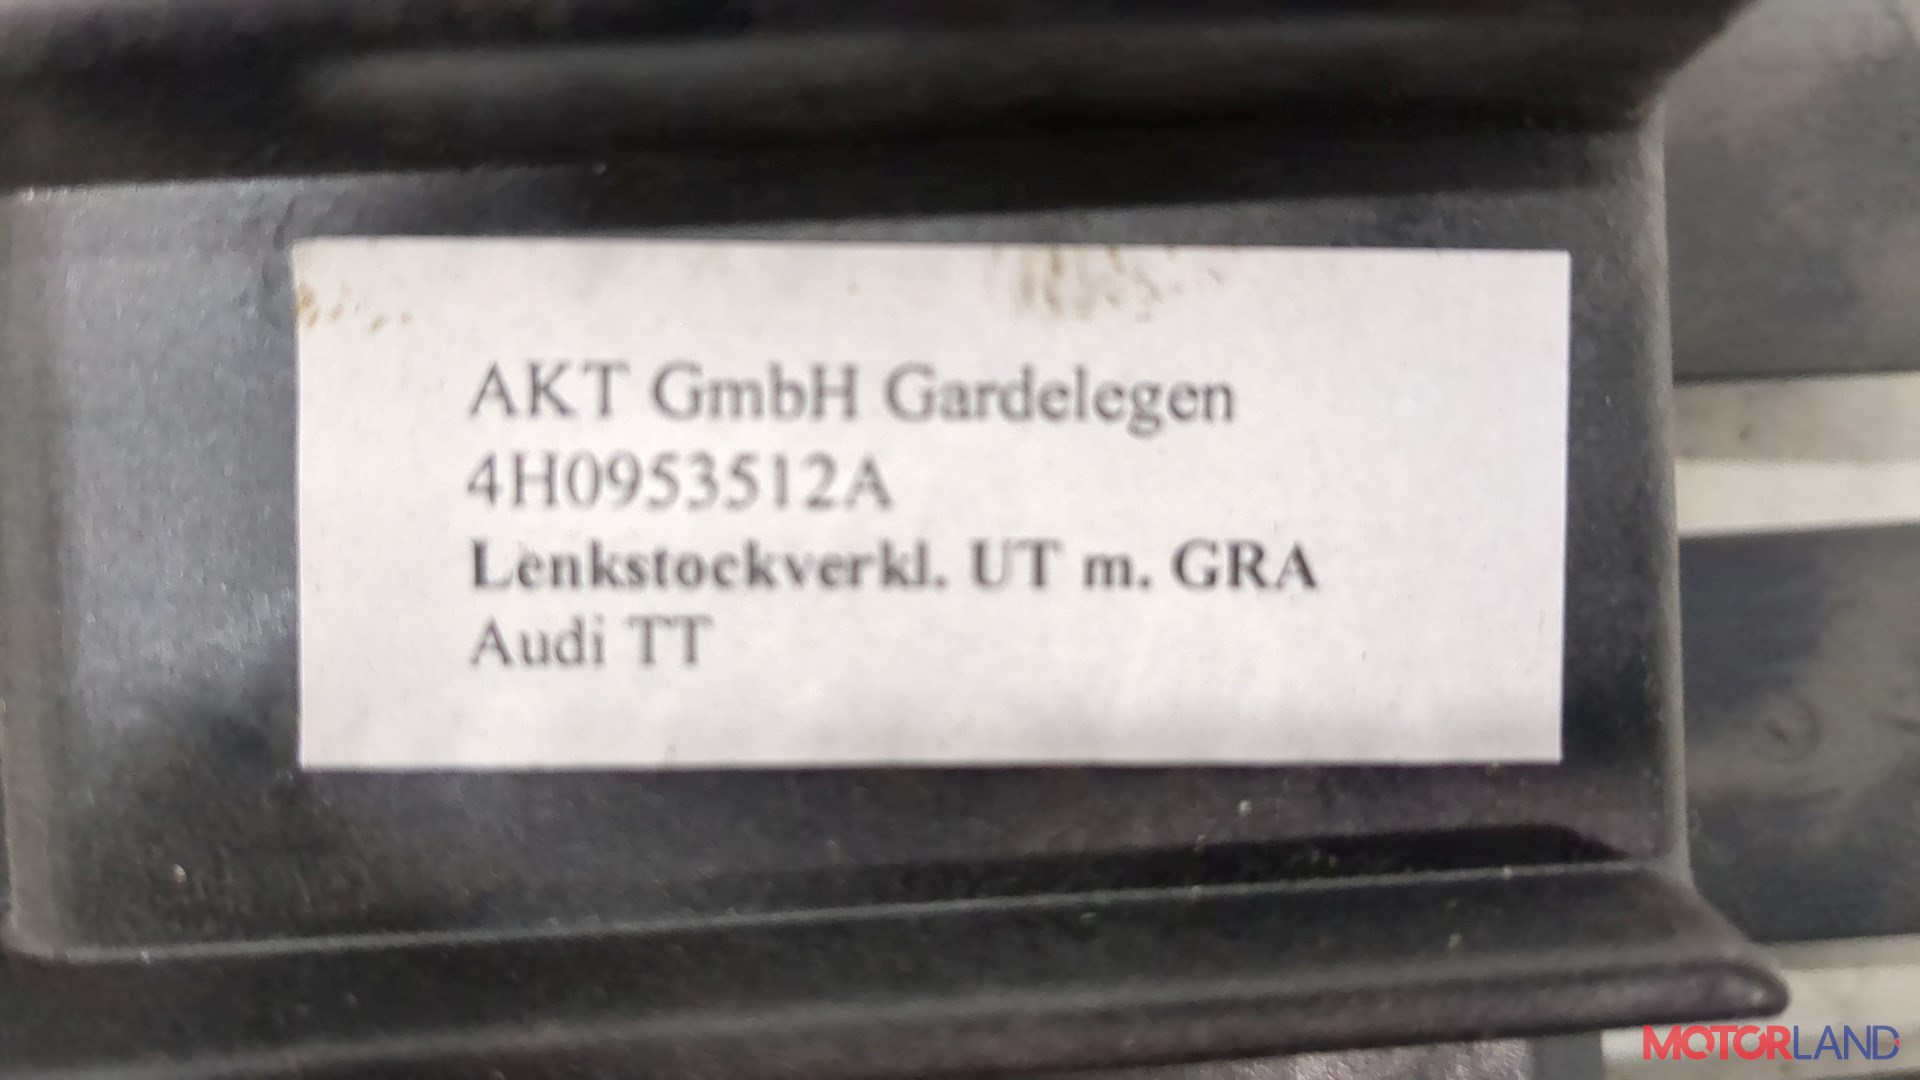 AKT GmbH Gardelegen
4H0953512A
Lenkstockverkl. UT m. GRA
Audi TT
MOTORLAND